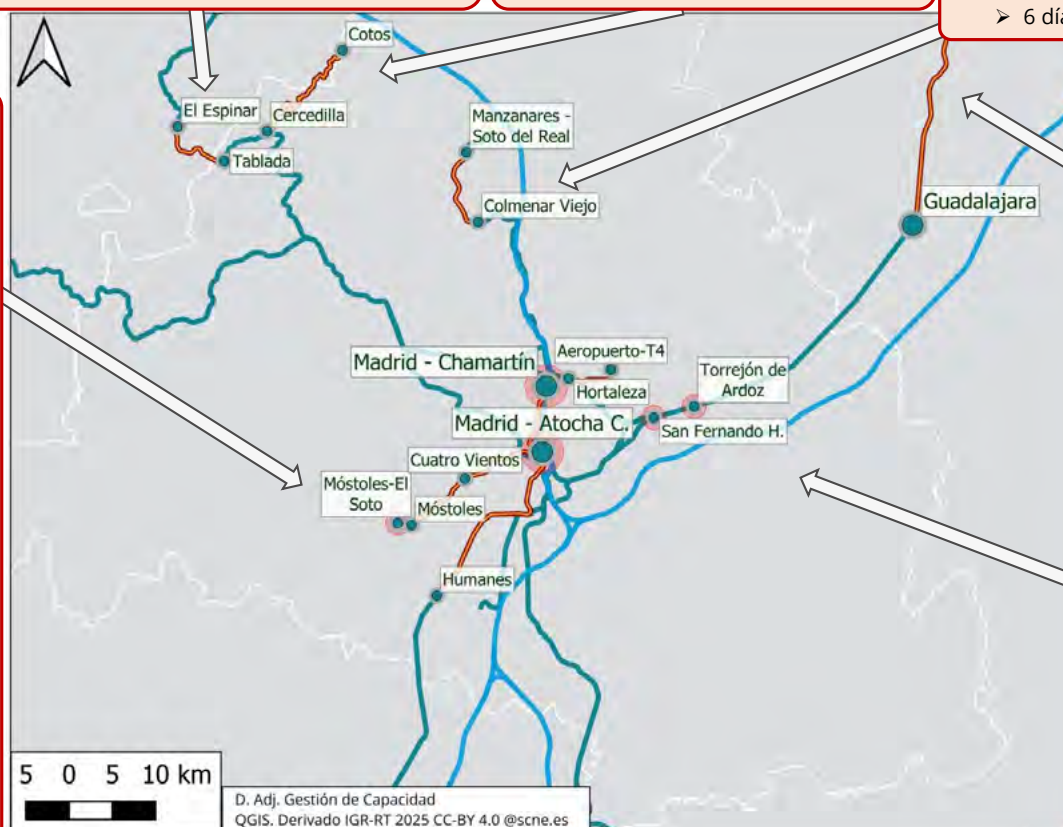 ➢ 6 día
Cotos
El Espinar
Cercedilla
Tablada
Manzanares -
Soto del Real
Colmenar Viejo
Guadalajara
Madrid - Chamartín
Aeropuerto-T4
Hortaleza
Torrejón de
Ardoz
Madrid - Atocha C.
San Fernando H.
Cuatro Vientos
Móstoles-El
Soto
Móstoles
Humanes
5 0 5 10 km
D. Adj. Gestión de Capacidad
QGIS. Derivado IGR-RT 2025 CC-BY 4.0 @scne.es